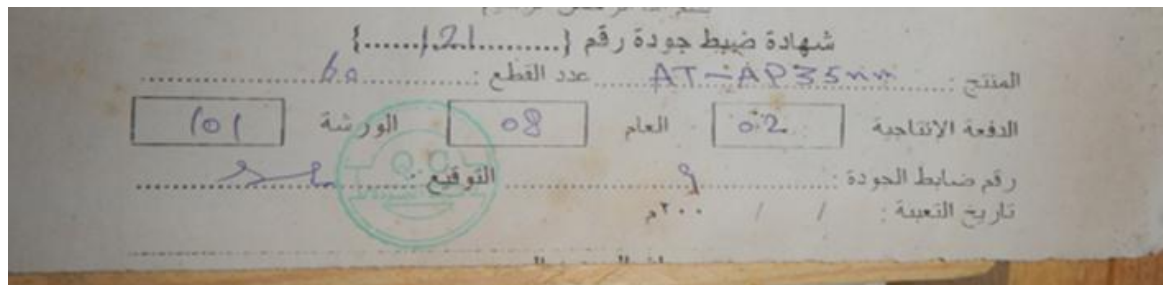 شهادة ضبط جودة رقم {..........121......}
المنتج : AT-AP35mm عدد القطع : 60
الدفعة الانتاجية 02 العام 08 الورشة 101
رقم ضابط الجودة : 9 التوقيع :
تاريخ التعبئة : / / ٢٠٠م